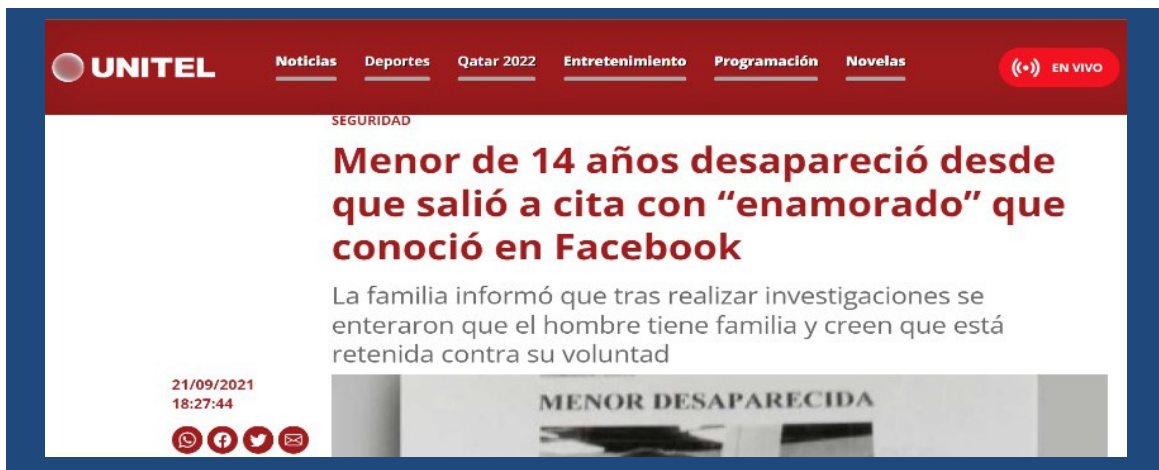 UNITEL
Noticias Deportes Qatar 2022 Entretenimiento Programación Novelas
EN VIVO
SEGURIDAD
Menor de 14 años desapareció desde
que salió a cita con “enamorado” que
conoció en Facebook
La familia informó que tras realizar investigaciones se
enteraron que el hombre tiene familia y creen que está
retenida contra su voluntad
21/09/2021
18:27:44
MENOR DESAPARECIDA